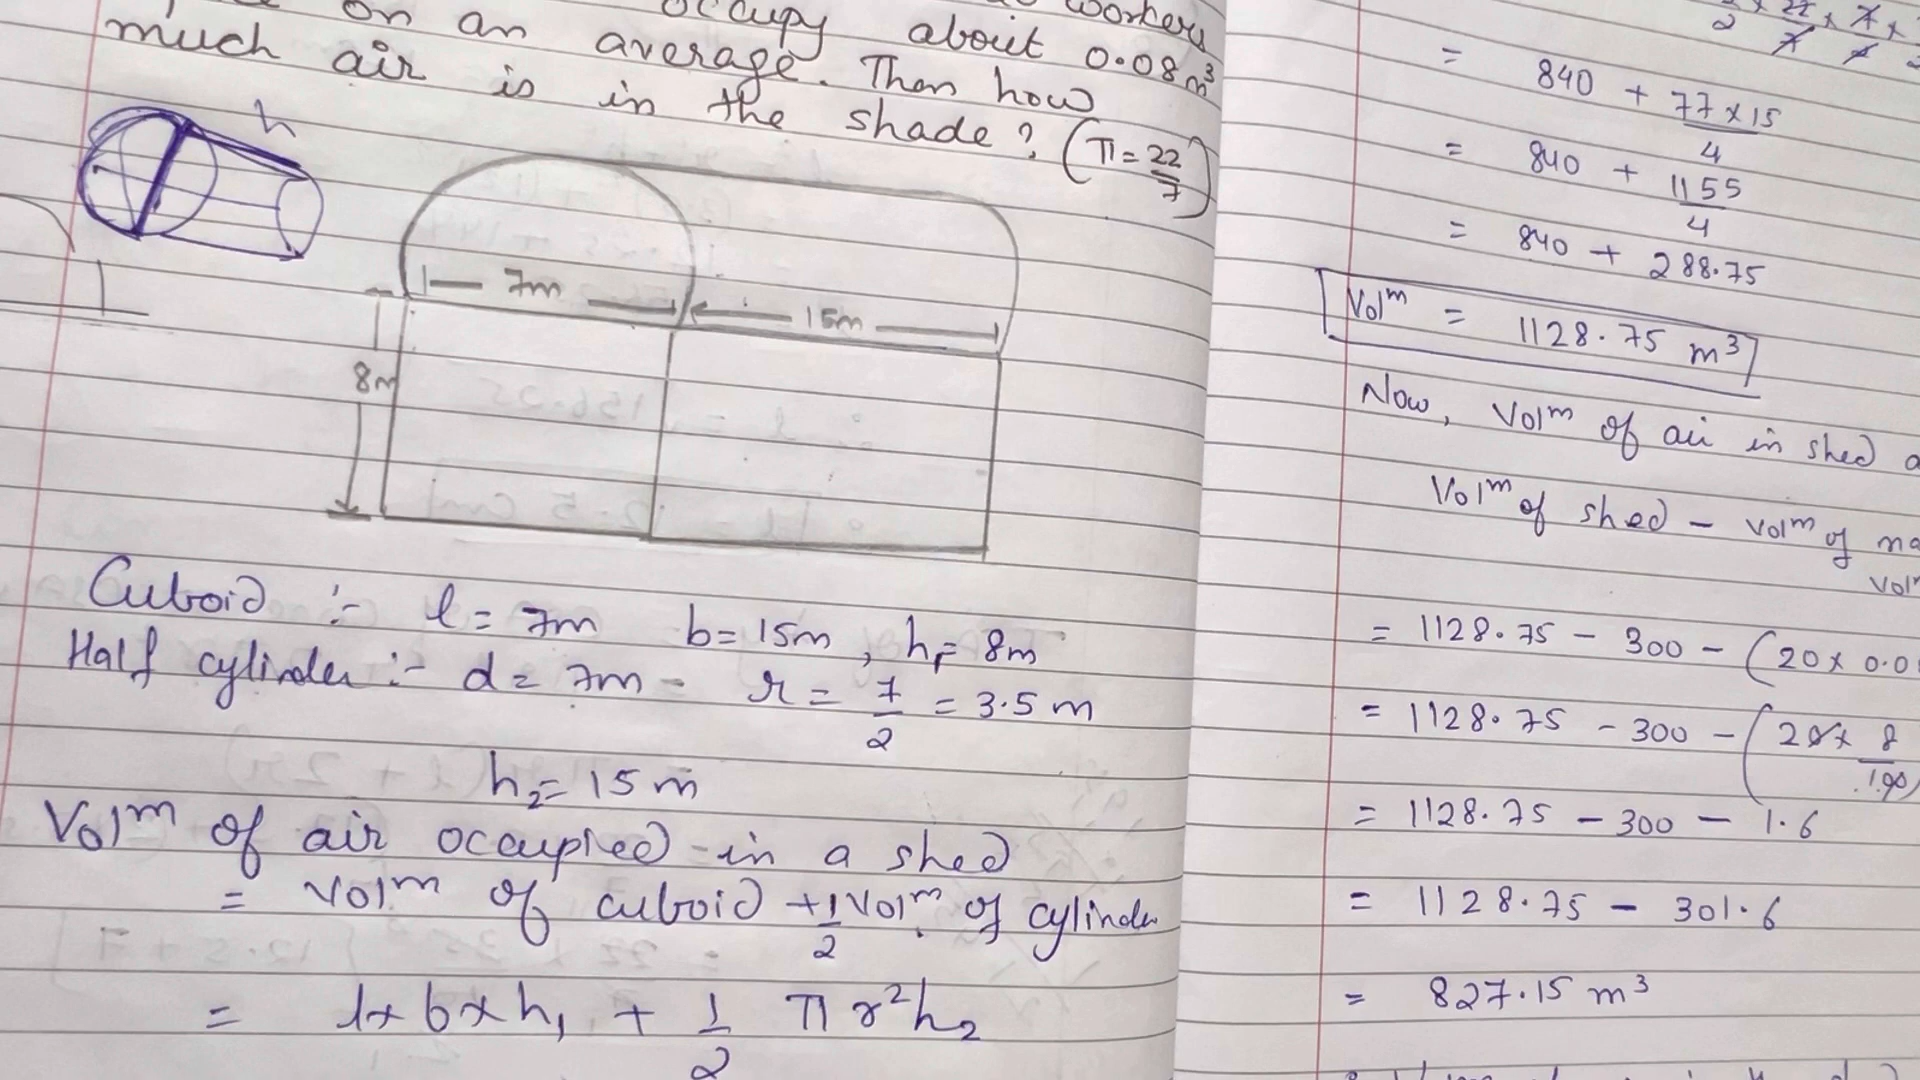 on an occupy about 0.08m³
much air is in the shade? (π = 22/7)
average. Then how
workers
h
7m
15m
8m
Cuboid :- l = 7m b = 15m, h₁ = 8m
Half cylinder :- d = 7m - r = 7/2 = 3.5 m
h₂ = 15 m
Volᵐ of air occupied in a shed
= Volᵐ of cuboid + 1/2 Volᵐ of cylinder
= l × b × h₁ + 1/2 π r² h₂
= 840 + 77 × 15 / 4
= 840 + 1155 / 4
= 840 + 288.75
Volᵐ = 1128.75 m³
Now, Volᵐ of air in shed
Volᵐ of shed - Volᵐ of
= 1128.75 - 300 - (20 × 0.0
= 1128.75 - 300 - (20 × 8/100)
= 1128.75 - 300 - 1.6
= 1128.75 - 301.6
= 827.15 m³